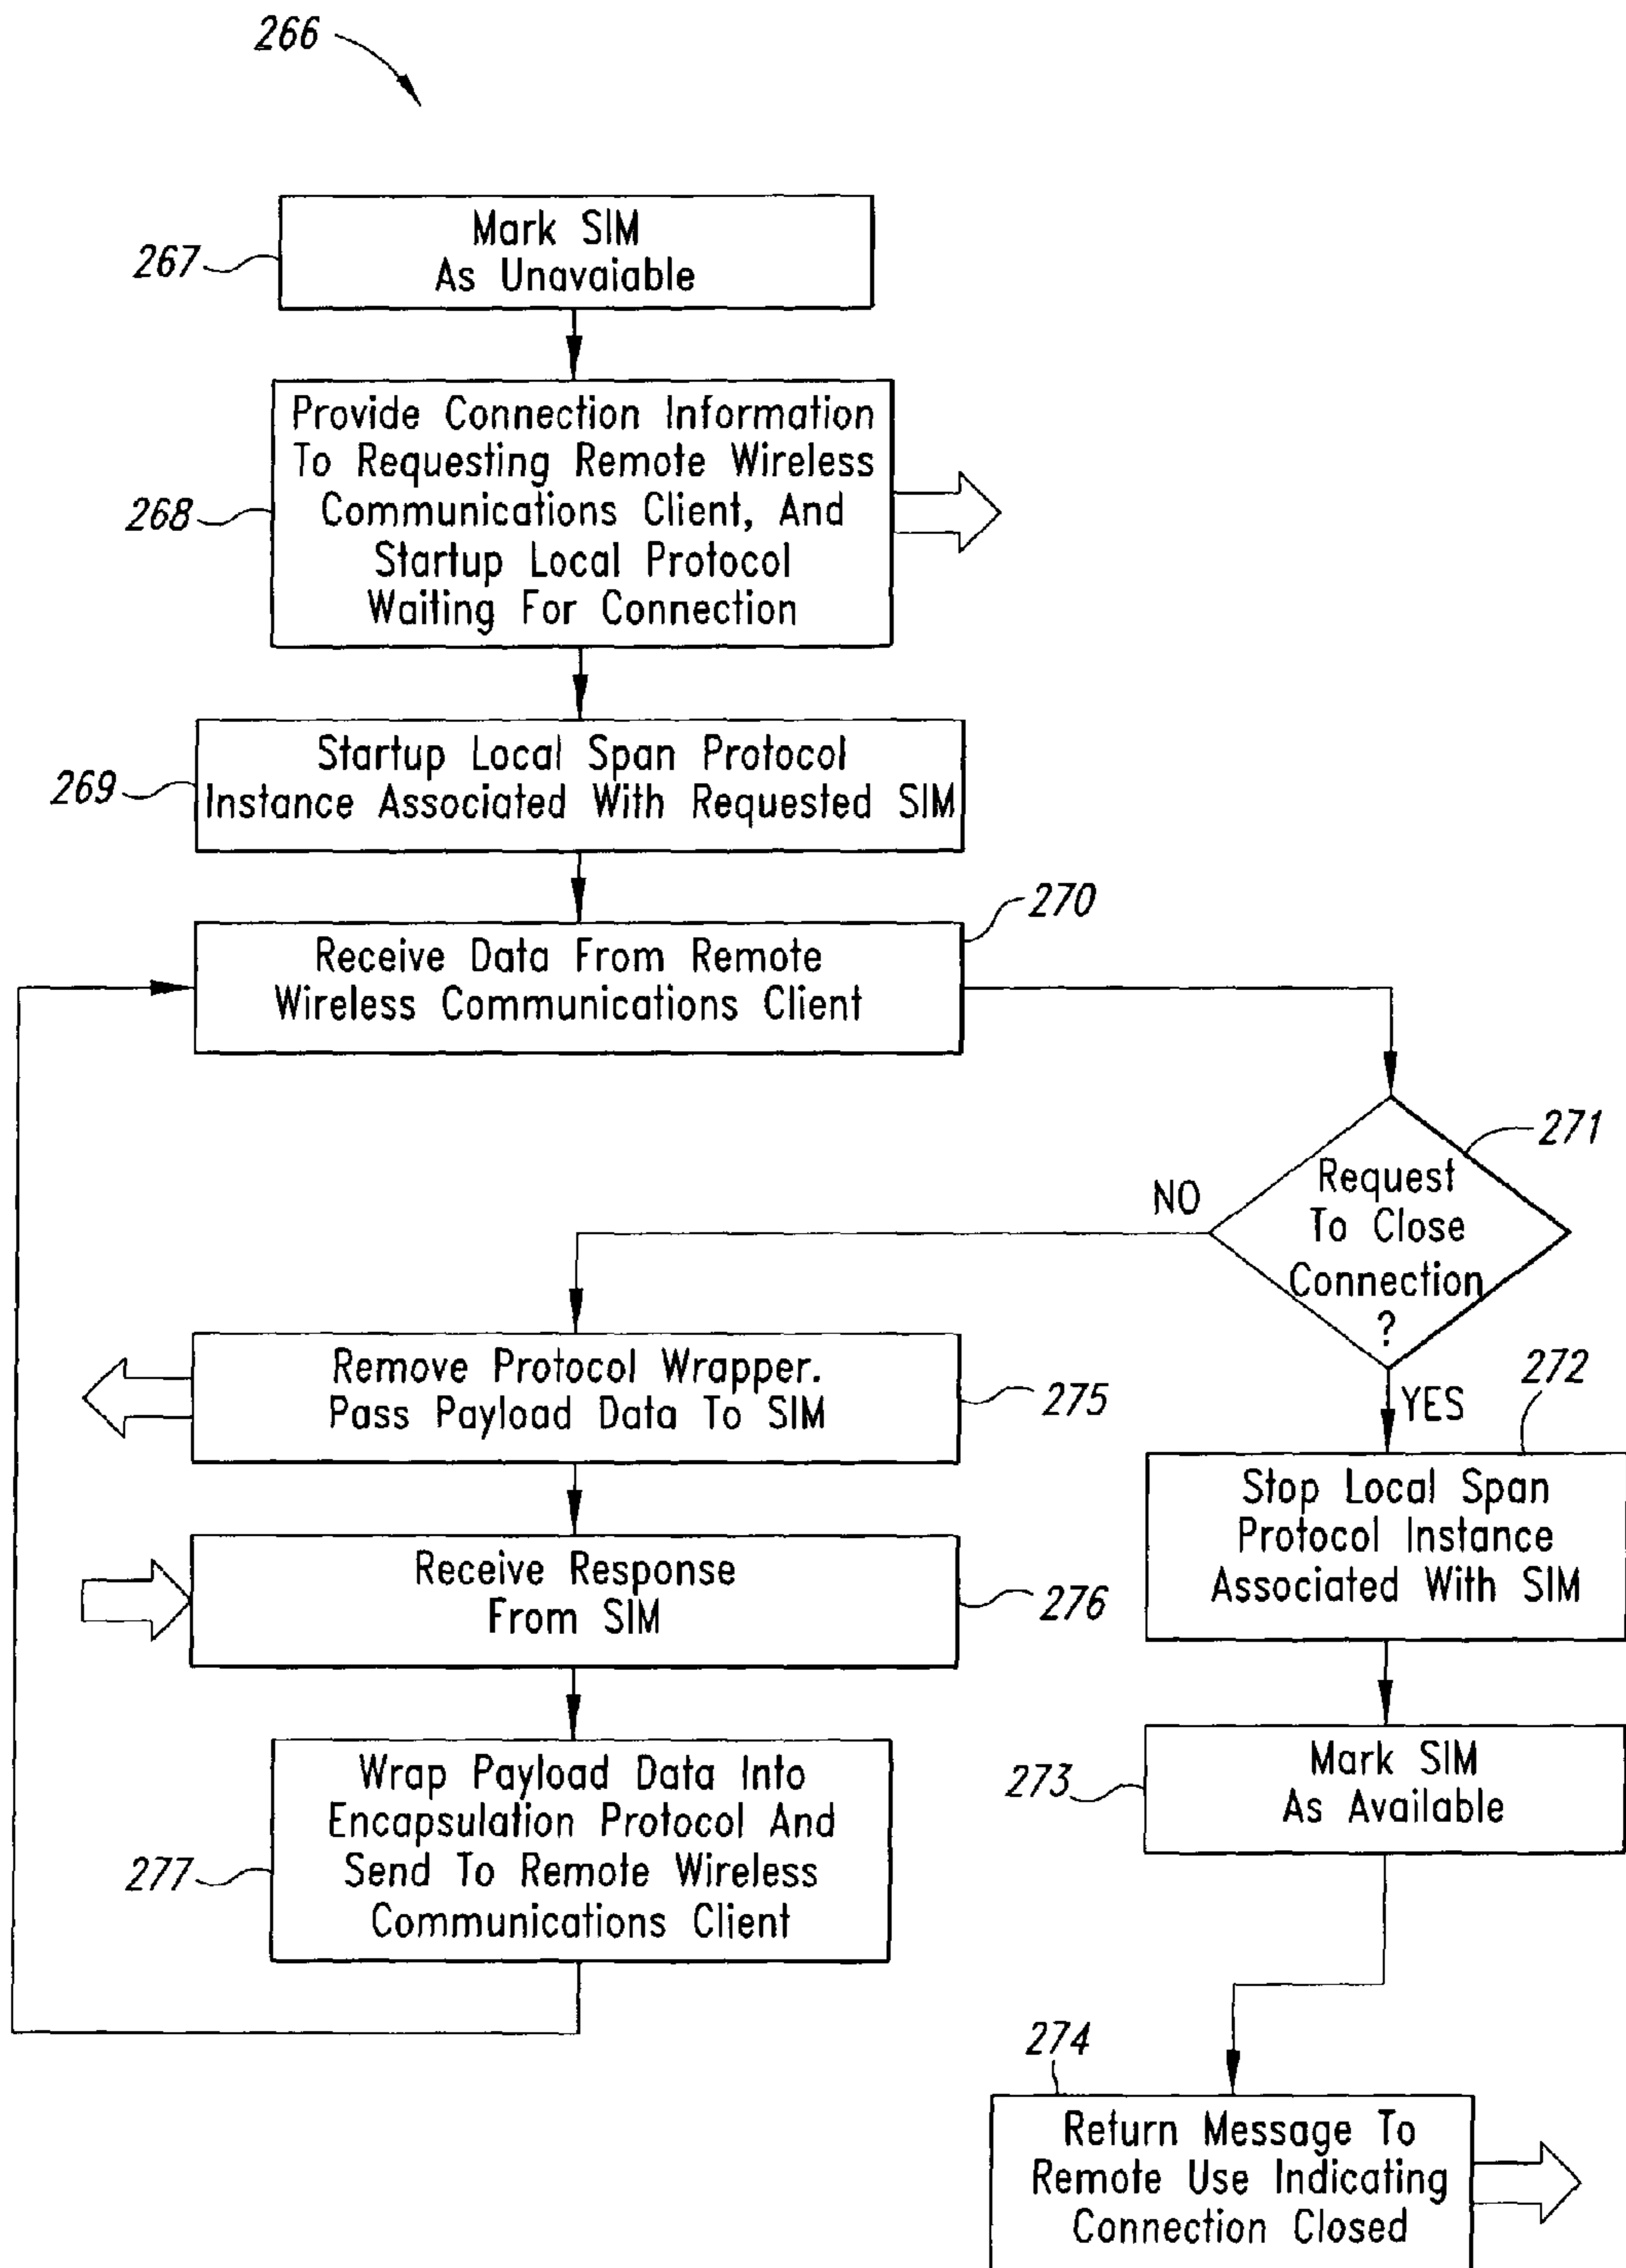 266
Mark SIM
As Unavaiable
267
Provide Connection Information
To Requesting Remote Wireless
Communications Client, And
Startup Local Protocol
Waiting For Connection
268
Startup Local Span Protocol
Instance Associated With Requested SIM
269
270
Receive Data From Remote
Wireless Communications Client
271
Request
To Close
Connection
?
NO
YES
Remove Protocol Wrapper.
Pass Payload Data To SIM
275
Receive Response
From SIM
276
Wrap Payload Data Into
Encapsulation Protocol And
Send To Remote Wireless
Communications Client
277
272
Stop Local Span
Protocol Instance
Associated With SIM
Mark SIM
As Available
273
274
Return Message To
Remote Use Indicating
Connection Closed